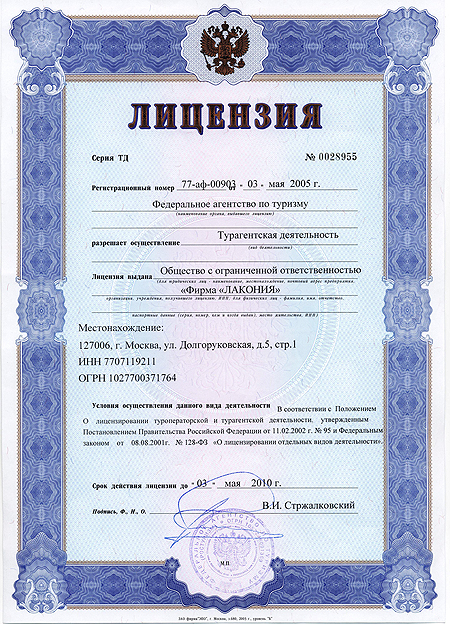 ЛИЦЕНЗИЯ
Серия ТД № 0028955
Регистрационный номер 77-аф-00903 от 03 мая 2005 г.
Федеральное агентство по туризму
(наименование органа, выдавшего лицензию)
разрешает осуществление Турагентская деятельность
(вид деятельности)
Лицензия выдана Общество с ограниченной ответственностью
(для юридических лиц - наименование, местонахождение, почтовый адрес предприятия,
«Фирма «ЛАКОНИЯ»
организации, учреждения, получившего лицензию, ИНН, для физических лиц - фамилия, имя, отчество,
паспортные данные (серия, номер, кем и когда выдан), место жительства, ИНН)
Местонахождение:
127006, г. Москва, ул. Долгоруковская, д.5, стр.1
ИНН 7707119211
ОГРН 1027700371764
Условия осуществления данного вида деятельности В соответствии с Положением
О лицензировании туроператорской и турагентской деятельности, утвержденным
Постановлением Правительства Российской Федерации от 11.02.2002 г. № 95 и Федеральным
законом от 08.08.2001г. № 128-ФЗ «О лицензировании отдельных видов деятельности».
Срок действия лицензии до 03 мая 2010 г.
Подпись, Ф., И., О. В.И. Стржалковский
МП